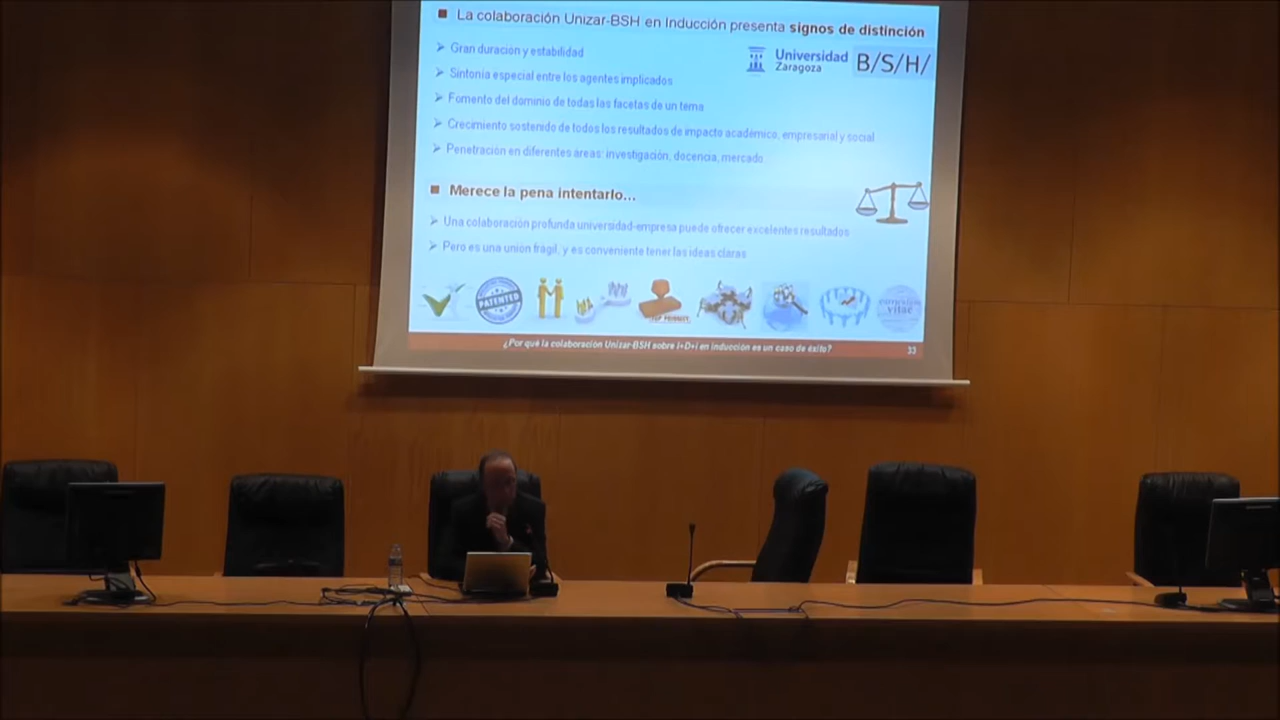 La colaboración Unizar-BSH en Inducción presenta signos de distinción
Gran duración y estabilidad
Universidad
Zaragoza
B/S/H/
Sintonía especial entre los agentes implicados
Fomento del dominio de todas las facetas de un tema
Crecimiento sostenido de todos los resultados de impacto académico, empresarial y social
Penetración en diferentes áreas: investigación, docencia, mercado
Merece la pena intentarlo...
Una colaboración profunda universidad-empresa puede ofrecer excelentes resultados
Pero es una unión frágil, y es conveniente tener las ideas claras
PATENTED
vitae
¿Por qué la colaboración Unizar-BSH sobre I+D+i en inducción es un caso de éxito?
33